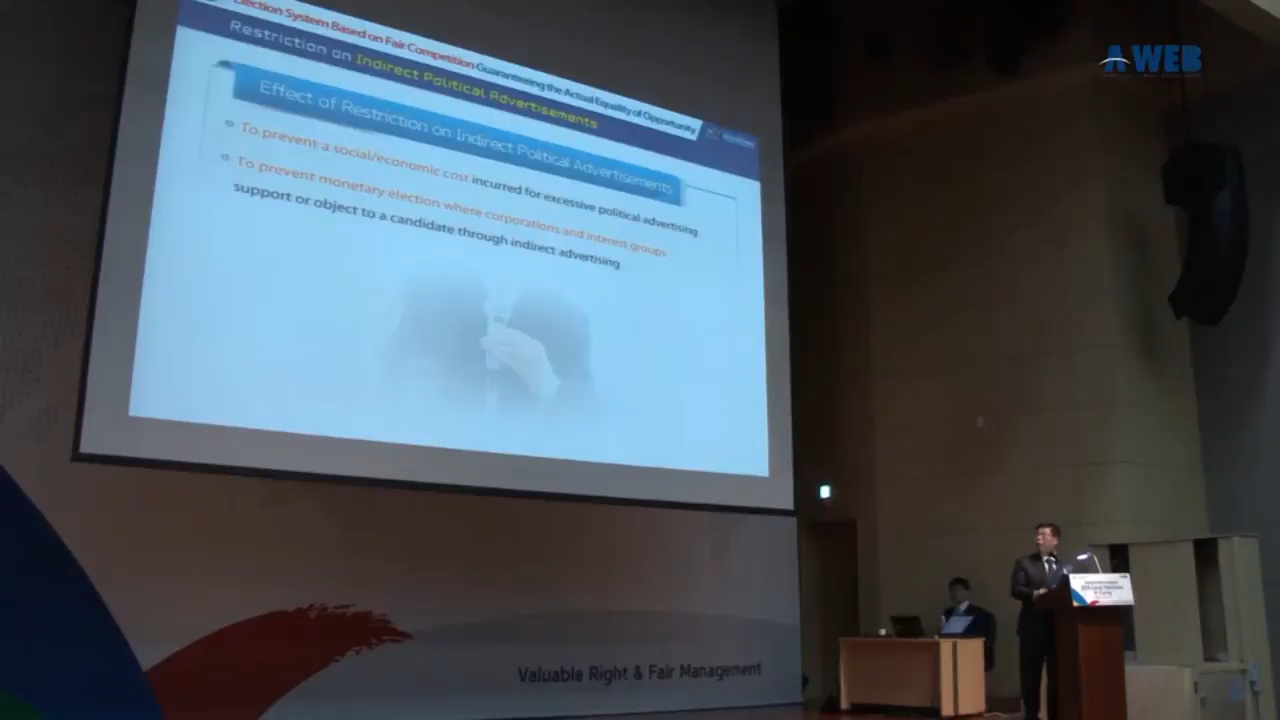 Election System Based on Fair Competition Guaranteeing the Actual Equality of Opportunity
Restriction on Indirect Political Advertisements
Effect of Restriction on Indirect Political Advertisements
To prevent a social/economic cost incurred for excessive political advertising
To prevent monetary election where corporations and interest groups
support or object to a candidate through indirect advertising
A WEB
Valuable Right & Fair Management